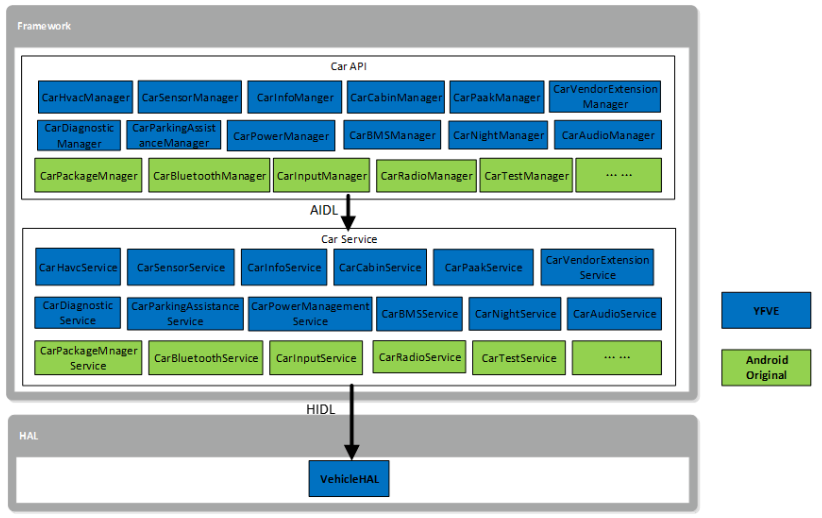 Framework
Car API
CarHvacManager
CarSensorManager
CarInfoManger
CarCabinManager
CarPaakManager
CarVendorExtension
Manager
CarDiagnostic
Manager
CarParkingAssist
anceManager
CarPowerManager
CarBMSManager
CarNightManager
CarAudioManager
CarPackageMnager
CarBluetoothManager
CarInputManager
CarRadioManager
CarTestManager
... ...
AIDL
Car Service
CarHavcService
CarSensorService
CarInfoService
CarCabinService
CarPaakService
CarVendorExtension
Service
CarDiagnostic
Service
CarParkingAssistance
Service
CarPowerManagement
Service
CarBMSService
CarNightService
CarAudioService
CarPackageMnager
Service
CarBluetoothService
CarInputService
CarRadioService
CarTestService
... ...
YFVE
Android
Original
HIDL
HAL
VehicleHAL